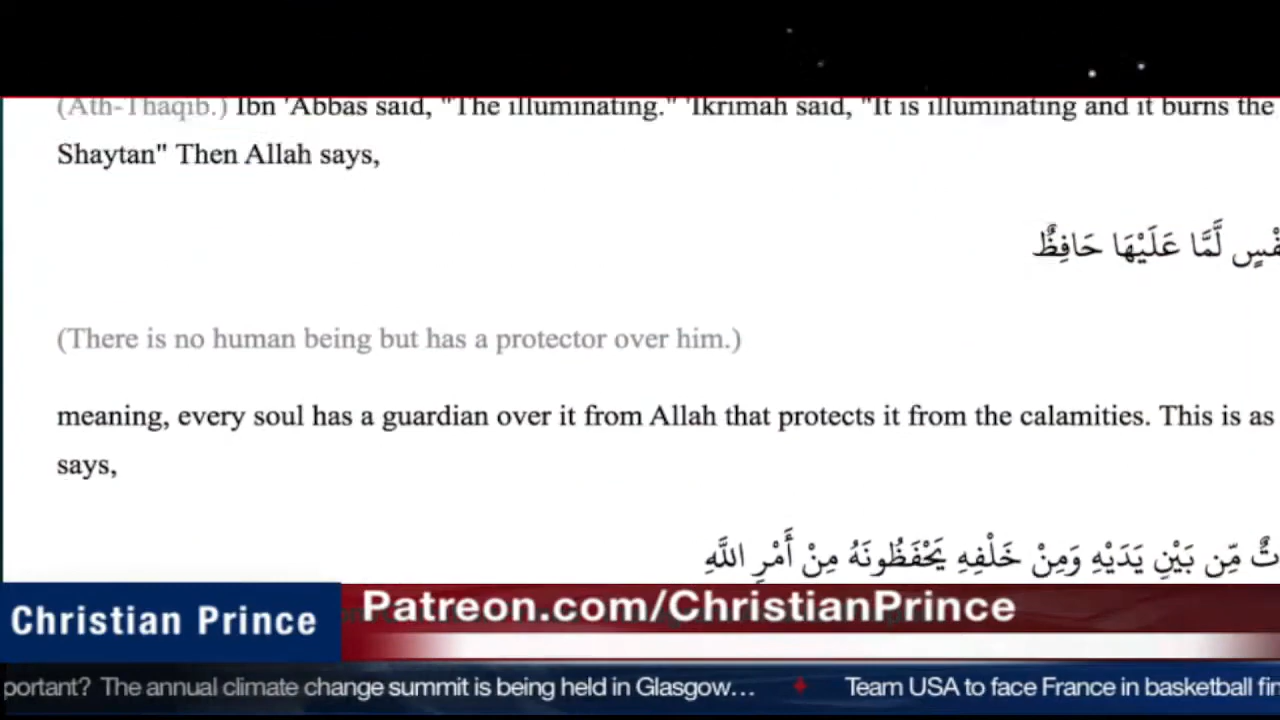 (Ath-Thaqib.) Ibn 'Abbas said, "The illuminating." 'Ikrimah said, "It is illuminating and it burns the
Shaytan" Then Allah says,
لَّمَّا عَلَيْهَا حَافِظٌ
(There is no human being but has a protector over him.)
meaning, every soul has a guardian over it from Allah that protects it from the calamities. This is as
says,
مِّن بَيْنِ يَدَيْهِ وَمِنْ خَلْفِهِ يَحْفَظُونَهُ مِنْ أَمْرِ اللَّهِ
Christian Prince
Patreon.com/ChristianPrince
portant? The annual climate change summit is being held in Glasgow...
Team USA to face France in basketball fin